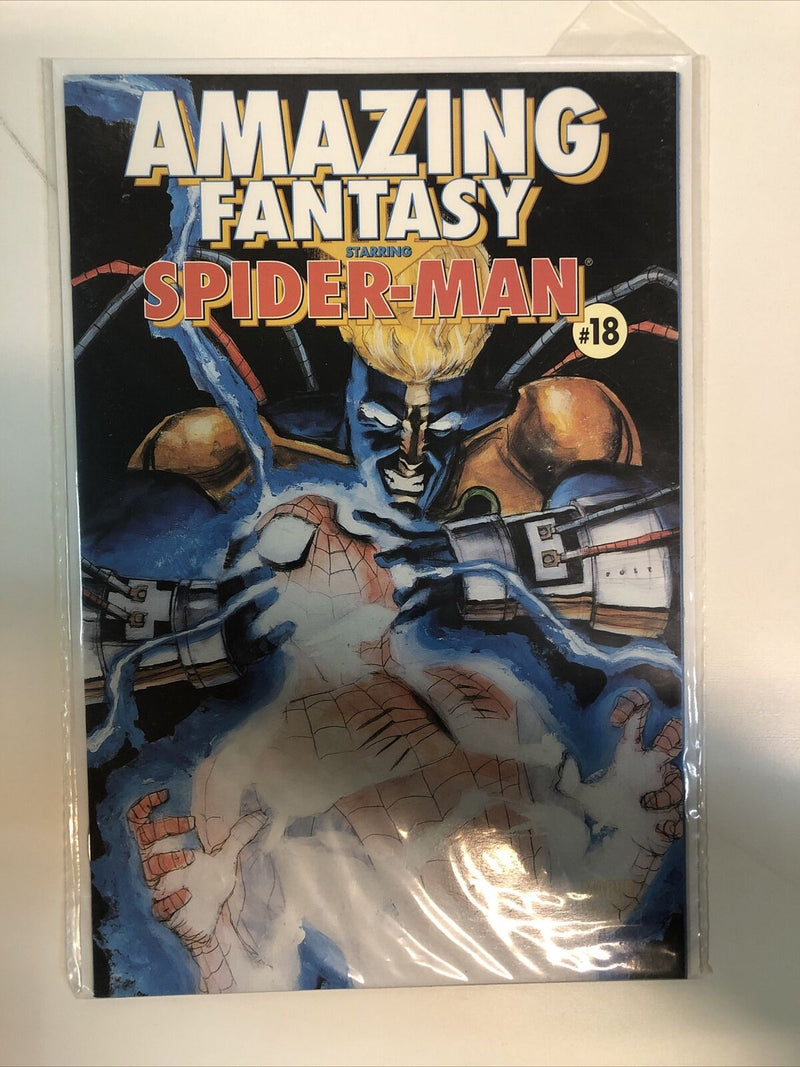 AMAZING
FANTASY
STARRING
SPIDER-MAN®
#18